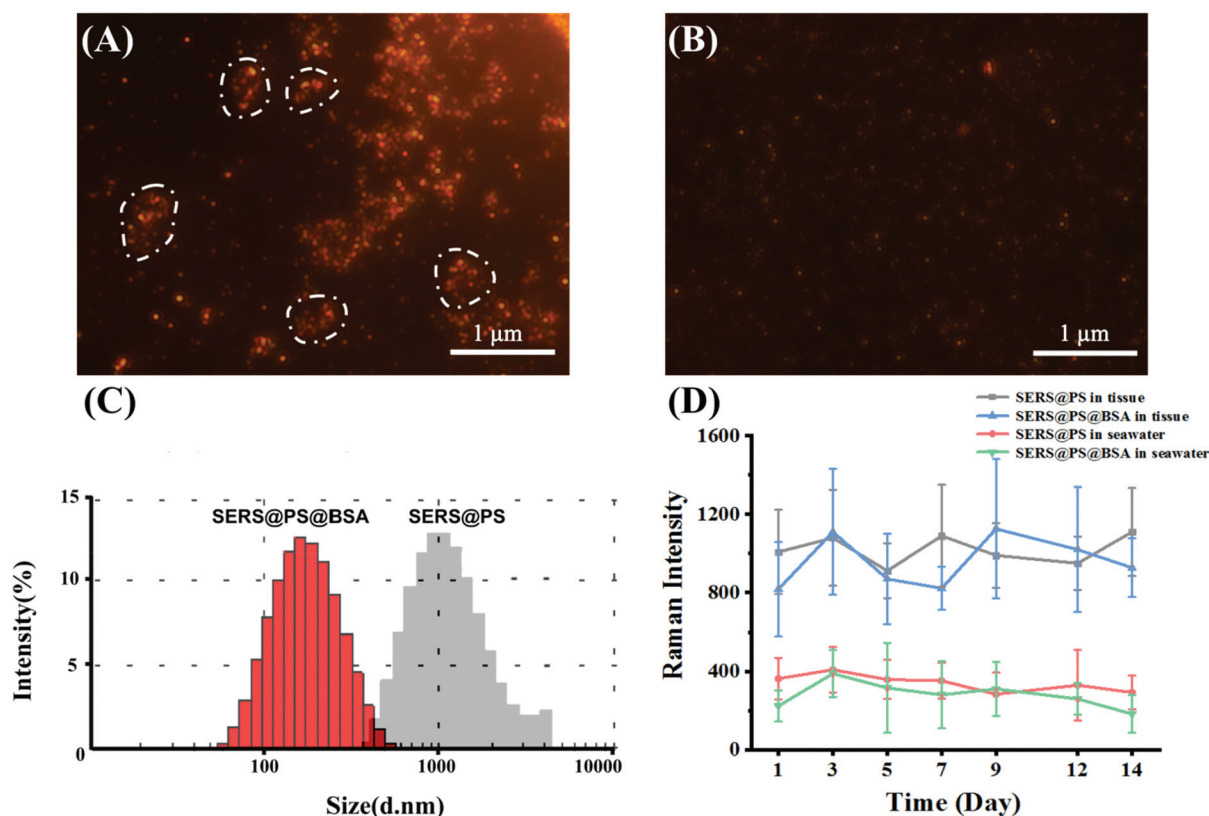 (A)
1 µm
(B)
1 µm
(C)
15
10
5
0
Intensity(%)
SERS@PS@BSA
SERS@PS
100
1000
10000
Size(d.nm)
(D)
SERS@PS in tissue
SERS@PS@BSA in tissue
SERS@PS in seawater
SERS@PS@BSA in seawater
1600
1200
800
400
0
Raman Intensity
1
3
5
7
9
12
14
Time (Day)